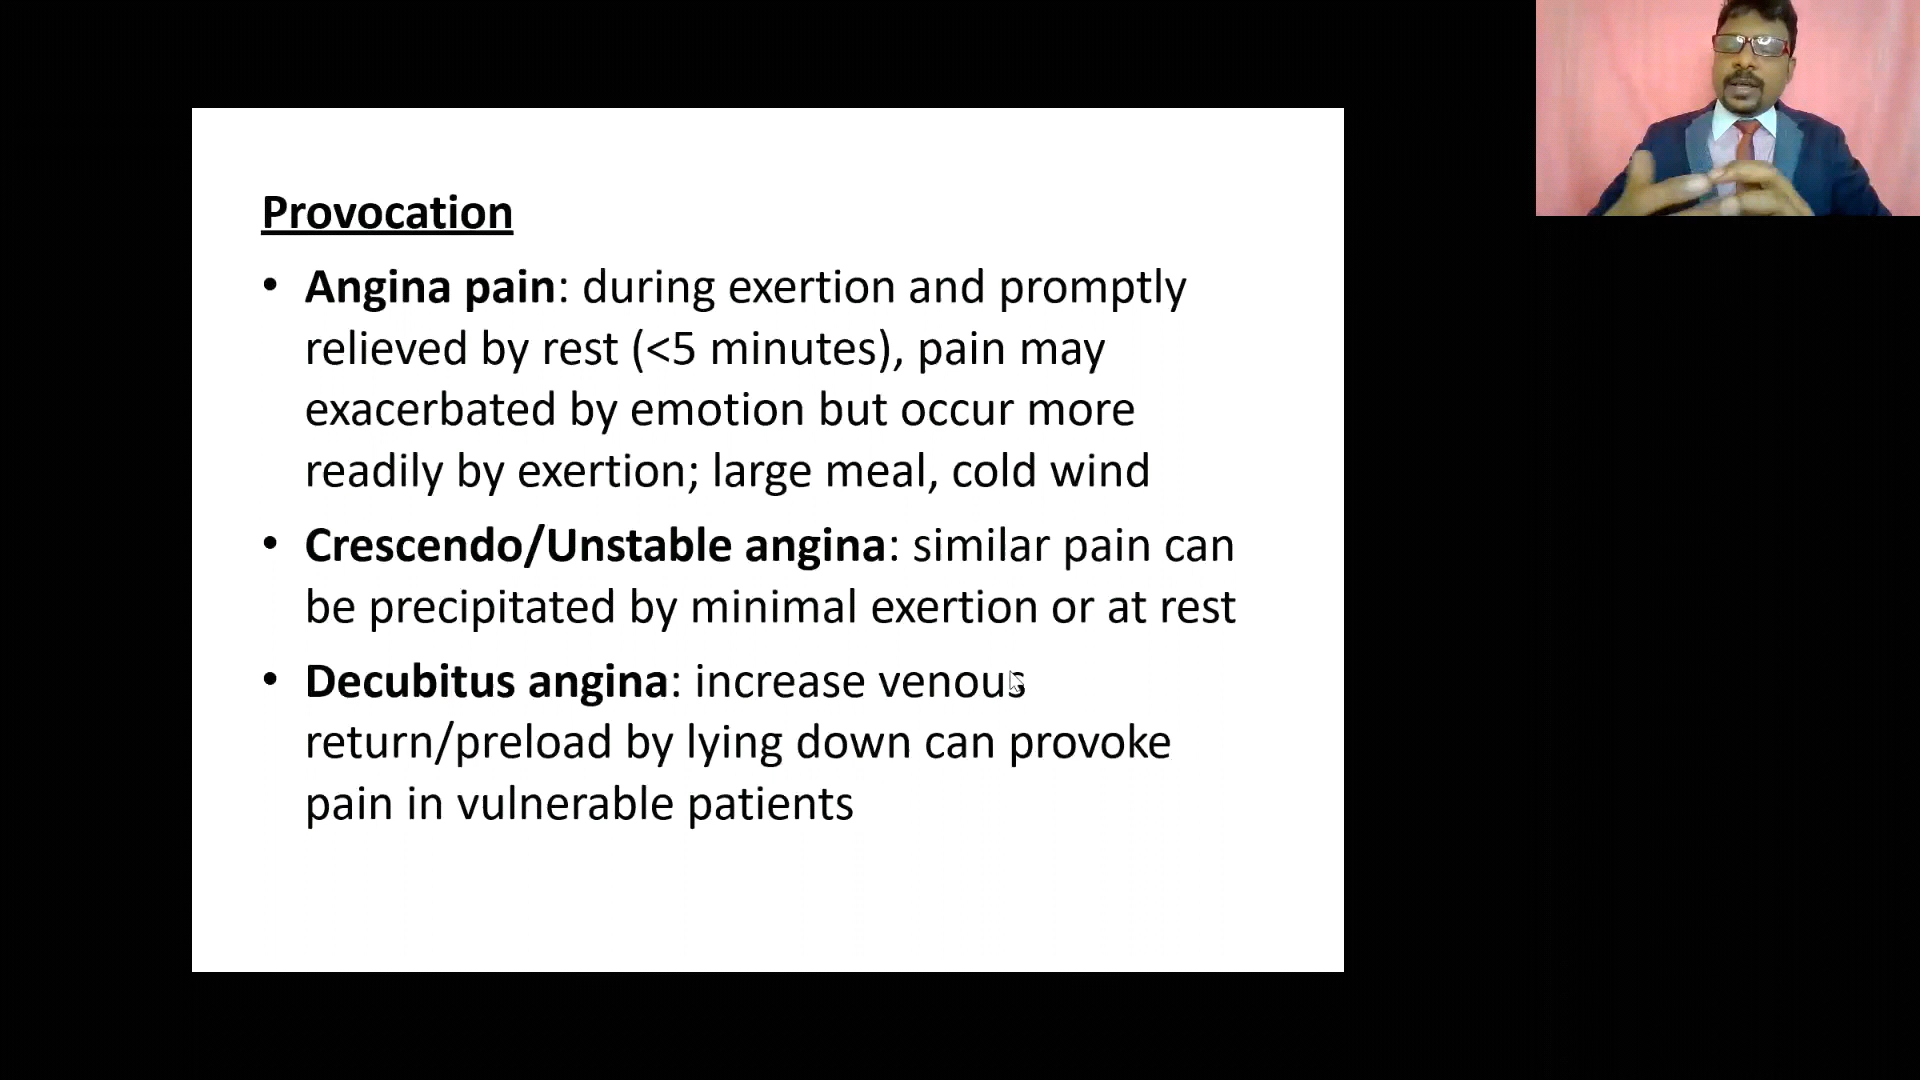 Provocation
• Angina pain: during exertion and promptly
relieved by rest (<5 minutes), pain may
exacerbated by emotion but occur more
readily by exertion; large meal, cold wind
• Crescendo/Unstable angina: similar pain can
be precipitated by minimal exertion or at rest
• Decubitus angina: increase venous
return/preload by lying down can provoke
pain in vulnerable patients